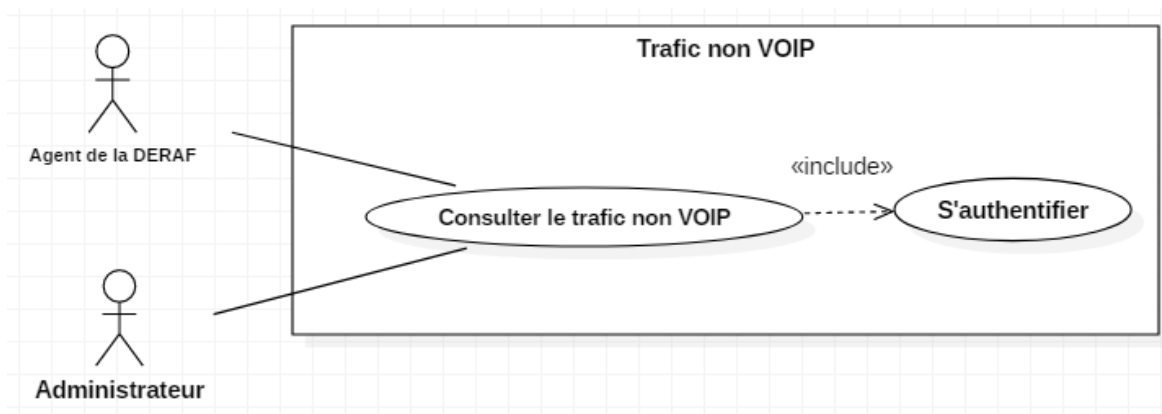 Trafic non VOIP
Agent de la DERAF
«include»
Consulter le trafic non VOIP
S'authentifier
Administrateur